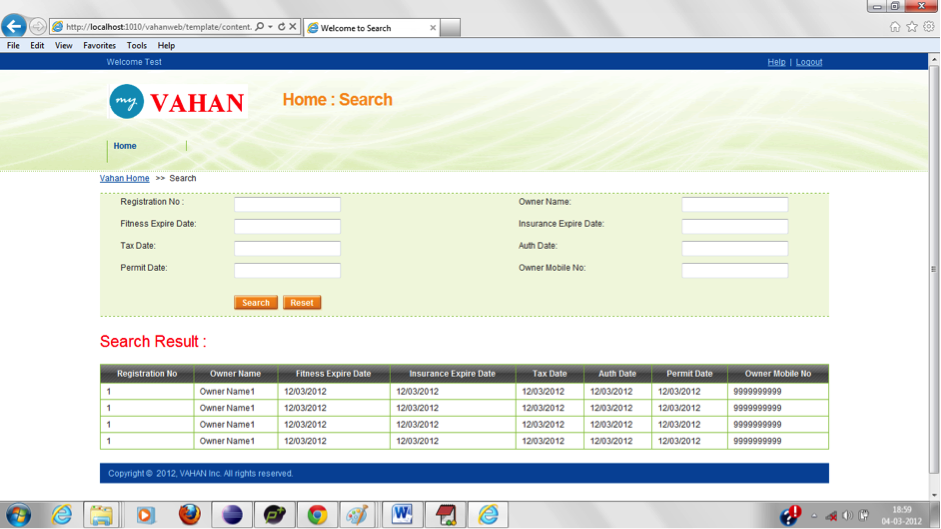 http://localhost:1010/vahanweb/template/content.
Welcome to Search
File Edit View Favorites Tools Help
Welcome Test
Help | Logout
my VAHAN
Home : Search
Home
Vahan Home >> Search
Registration No :
Owner Name:
Fitness Expire Date:
Insurance Expire Date:
Tax Date:
Auth Date:
Permit Date:
Owner Mobile No:
Search Reset
Search Result :
Registration No Owner Name Fitness Expire Date Insurance Expire Date Tax Date Auth Date Permit Date Owner Mobile No
1 Owner Name1 12/03/2012 12/03/2012 12/03/2012 12/03/2012 12/03/2012 9999999999
1 Owner Name1 12/03/2012 12/03/2012 12/03/2012 12/03/2012 12/03/2012 9999999999
1 Owner Name1 12/03/2012 12/03/2012 12/03/2012 12/03/2012 12/03/2012 9999999999
1 Owner Name1 12/03/2012 12/03/2012 12/03/2012 12/03/2012 12/03/2012 9999999999
Copyright © 2012, VAHAN Inc. All rights reserved.
18:59
04-03-2012